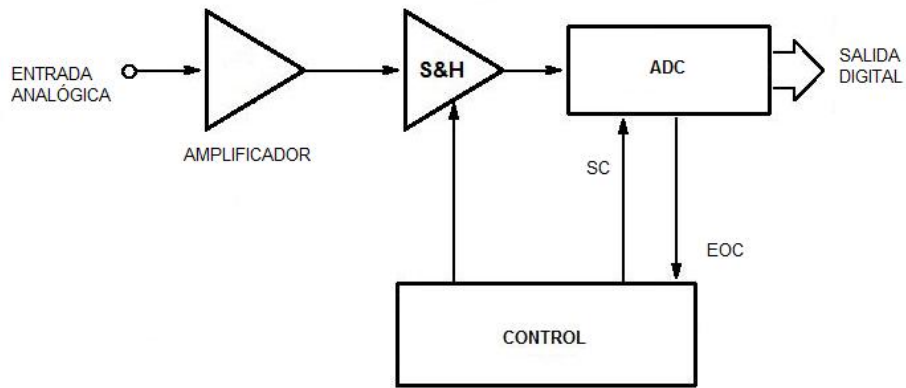 ENTRADA
ANALÓGICA
AMPLIFICADOR
S&H
ADC
SALIDA
DIGITAL
SC
EOC
CONTROL